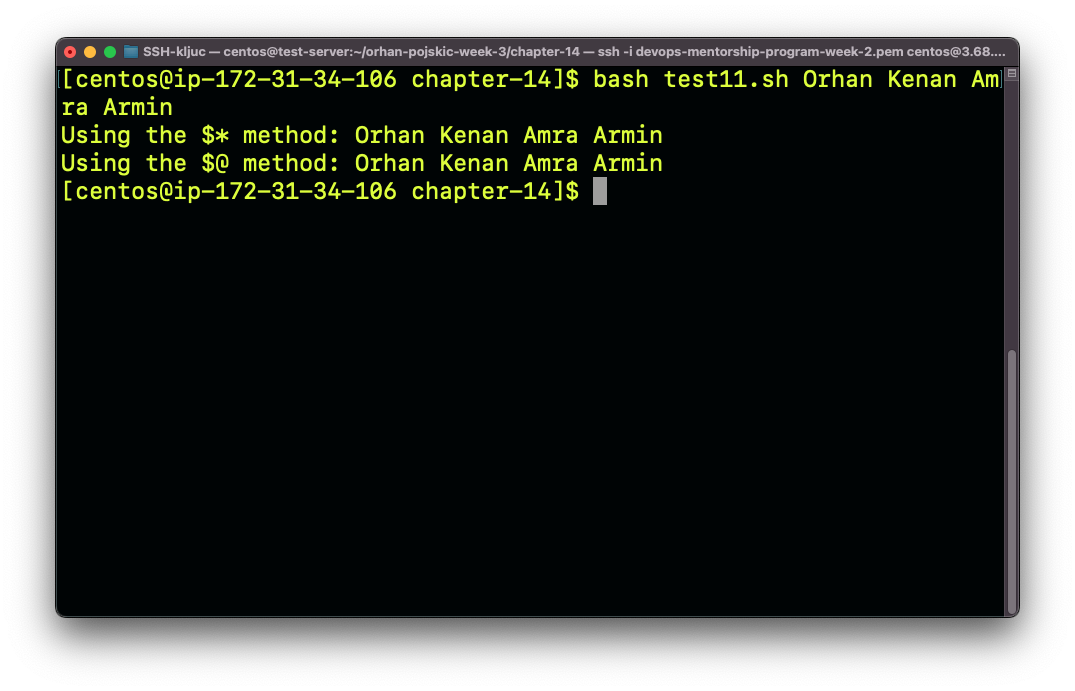 SSH-kljuc — centos@test-server:~/orhan-pojskic-week-3/chapter-14 — ssh -i devops-mentorship-program-week-2.pem centos@3.68....
[centos@ip-172-31-34-106 chapter-14]$ bash test11.sh Orhan Kenan Am
ra Armin
Using the $* method: Orhan Kenan Amra Armin
Using the $@ method: Orhan Kenan Amra Armin
[centos@ip-172-31-34-106 chapter-14]$